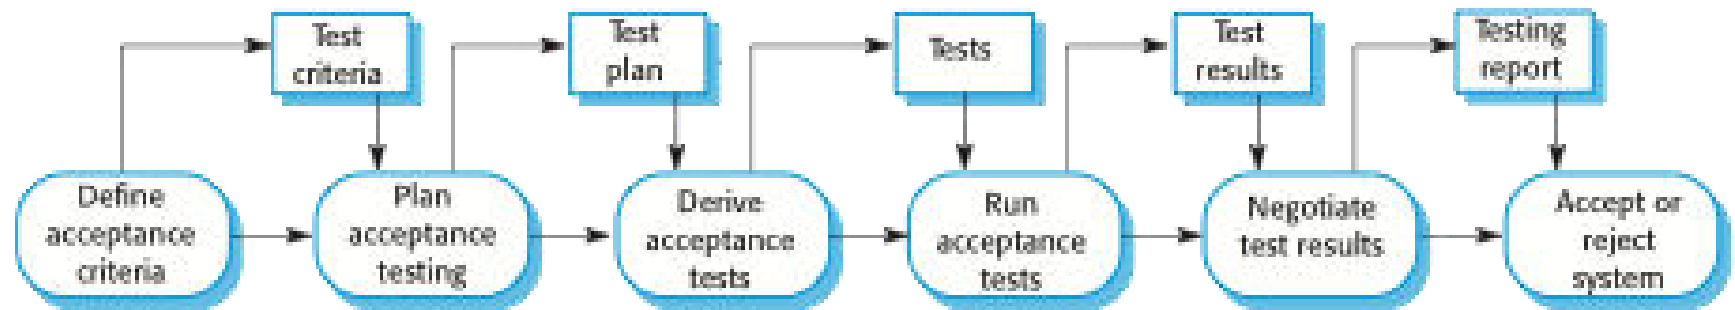 Test
criteria
Test
plan
Tests
Test
results
Testing
report
Define
acceptance
criteria
Plan
acceptance
testing
Derive
acceptance
tests
Run
acceptance
tests
Negotiate
test results
Accept or
reject
system